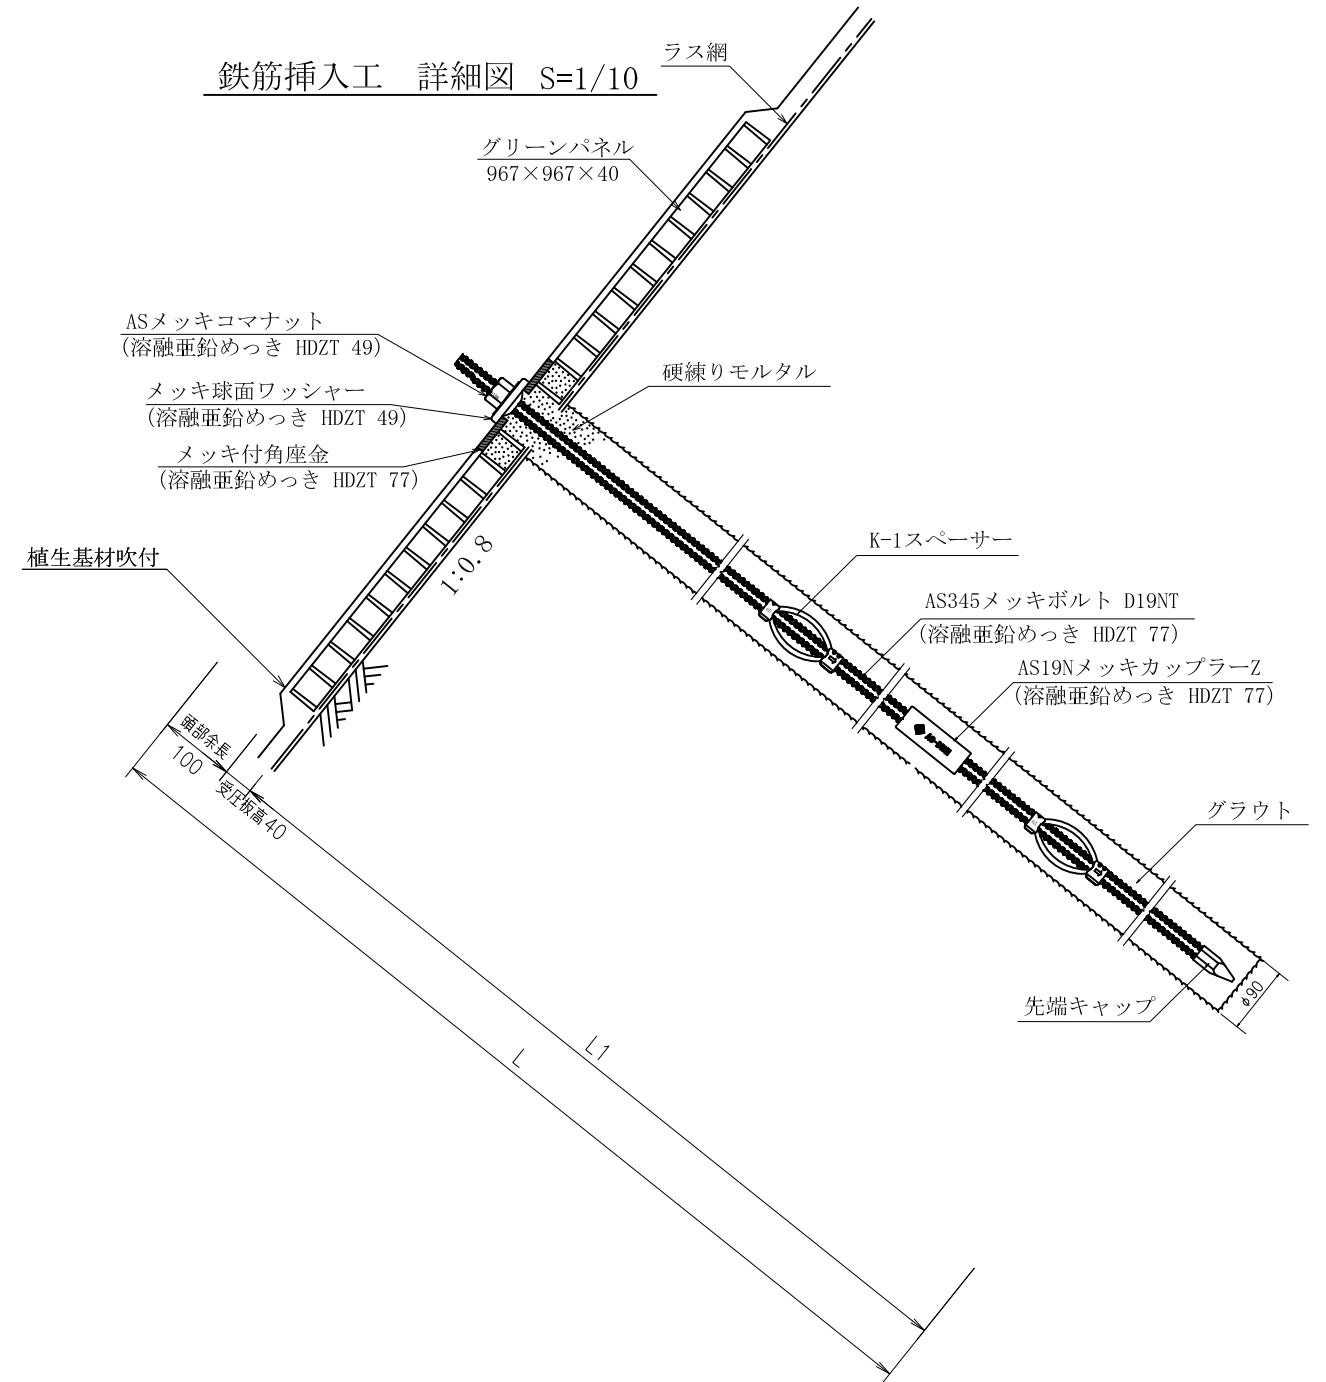 鉄筋挿入工　詳細図　S=1/10
ラス網
グリーンパネル
967×967×40
ASメッキコマナット
(溶融亜鉛めっき HDZT 49)
メッキ球面ワッシャー
(溶融亜鉛めっき HDZT 49)
メッキ付角座金
(溶融亜鉛めっき HDZT 77)
硬練りモルタル
植生基材吹付
1:0.8
K-1スペーサー
AS345メッキボルト D19NT
(溶融亜鉛めっき HDZT 77)
AS19NメッキカップラーZ
(溶融亜鉛めっき HDZT 77)
頭部余長
100
受圧板高40
グラウト
先端キャップ
φ90
L1
L